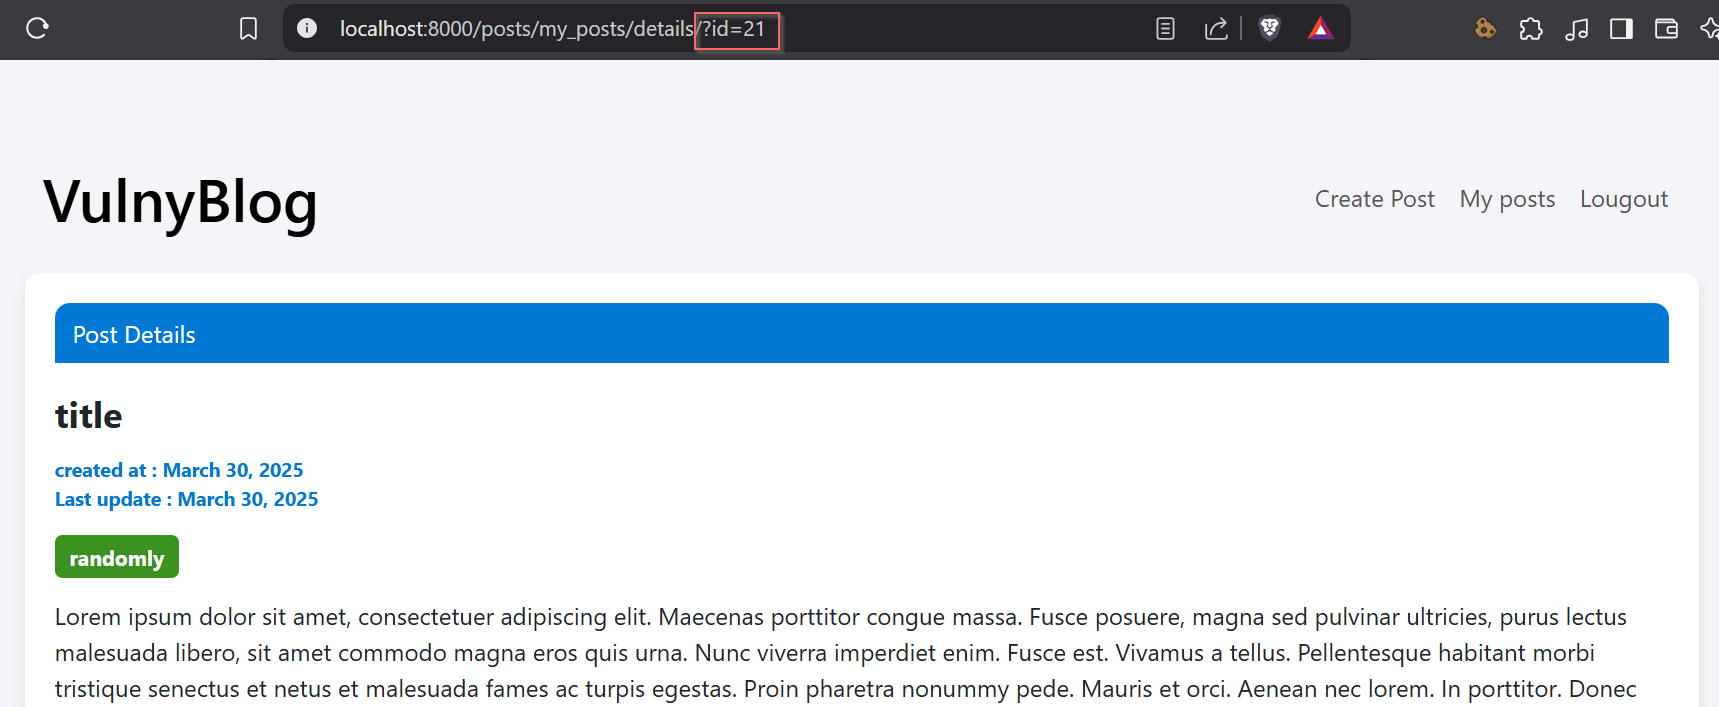 localhost:8000/posts/my_posts/details/?id=21
VulnyBlog
Create Post My posts Lougout
Post Details
title
created at : March 30, 2025
Last update : March 30, 2025
randomly
Lorem ipsum dolor sit amet, consectetuer adipiscing elit. Maecenas porttitor congue massa. Fusce posuere, magna sed pulvinar ultricies, purus lectus
malesuada libero, sit amet commodo magna eros quis urna. Nunc viverra imperdiet enim. Fusce est. Vivamus a tellus. Pellentesque habitant morbi
tristique senectus et netus et malesuada fames ac turpis egestas. Proin pharetra nonummy pede. Mauris et orci. Aenean nec lorem. In porttitor. Donec